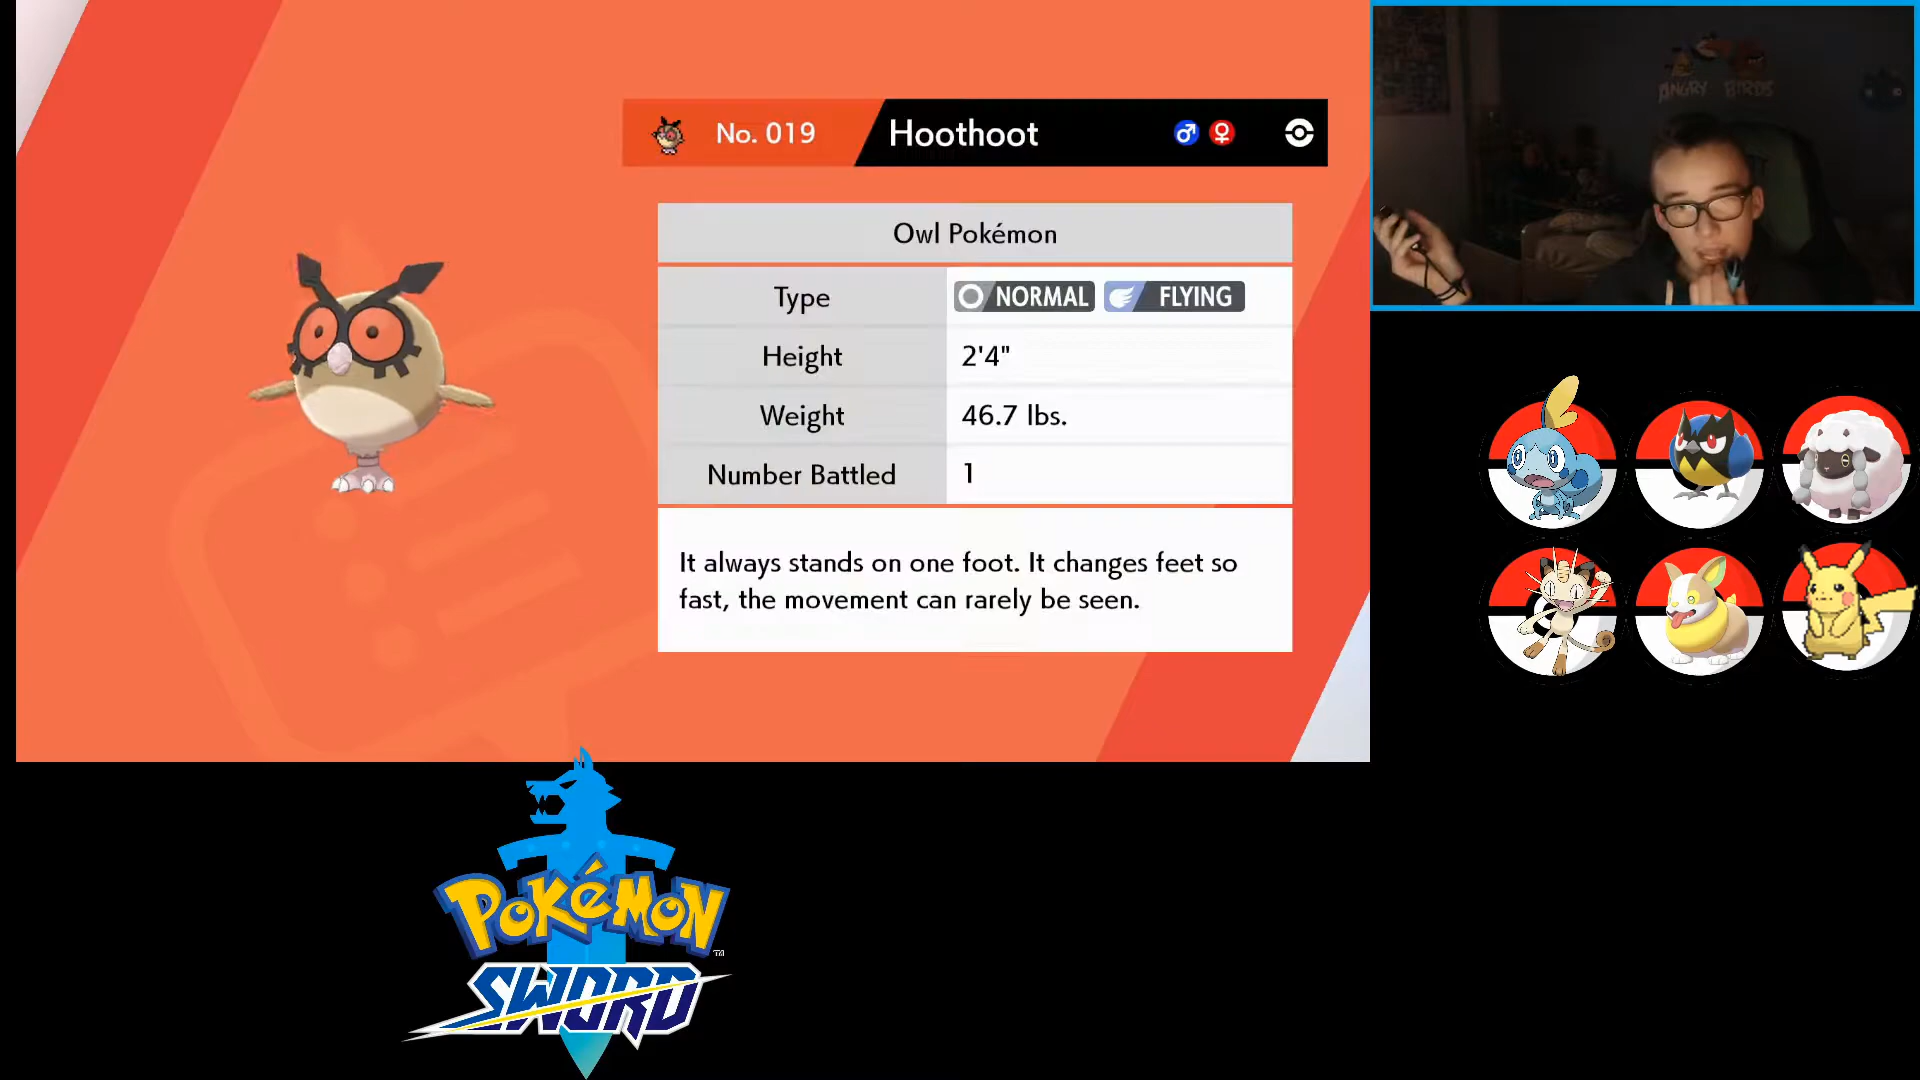 No. 019
Hoothoot
Owl Pokémon
Type
NORMAL
FLYING
Height
2'4"
Weight
46.7 lbs.
Number Battled
1
It always stands on one foot. It changes feet so
fast, the movement can rarely be seen.
ANGRY BIRDS
POKéMON
TM
SWORD